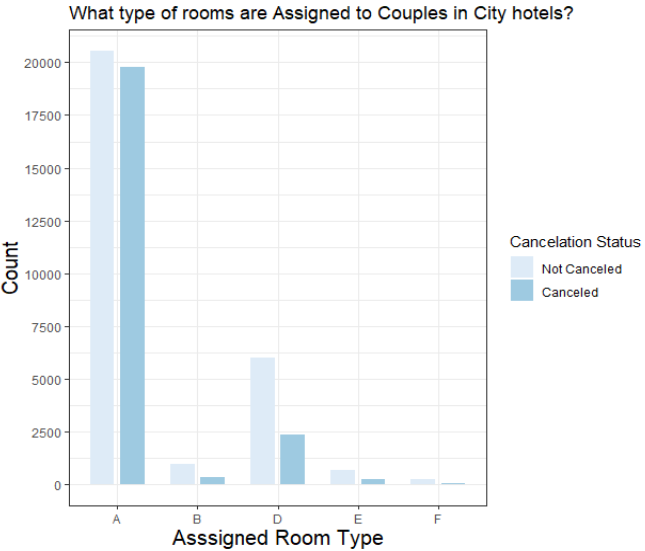 What type of rooms are Assigned to Couples in City hotels?
20000
17500
15000
12500
10000
7500
5000
2500
0
Count
A B D E F
Asssigned Room Type
Cancelation Status
Not Canceled
Canceled